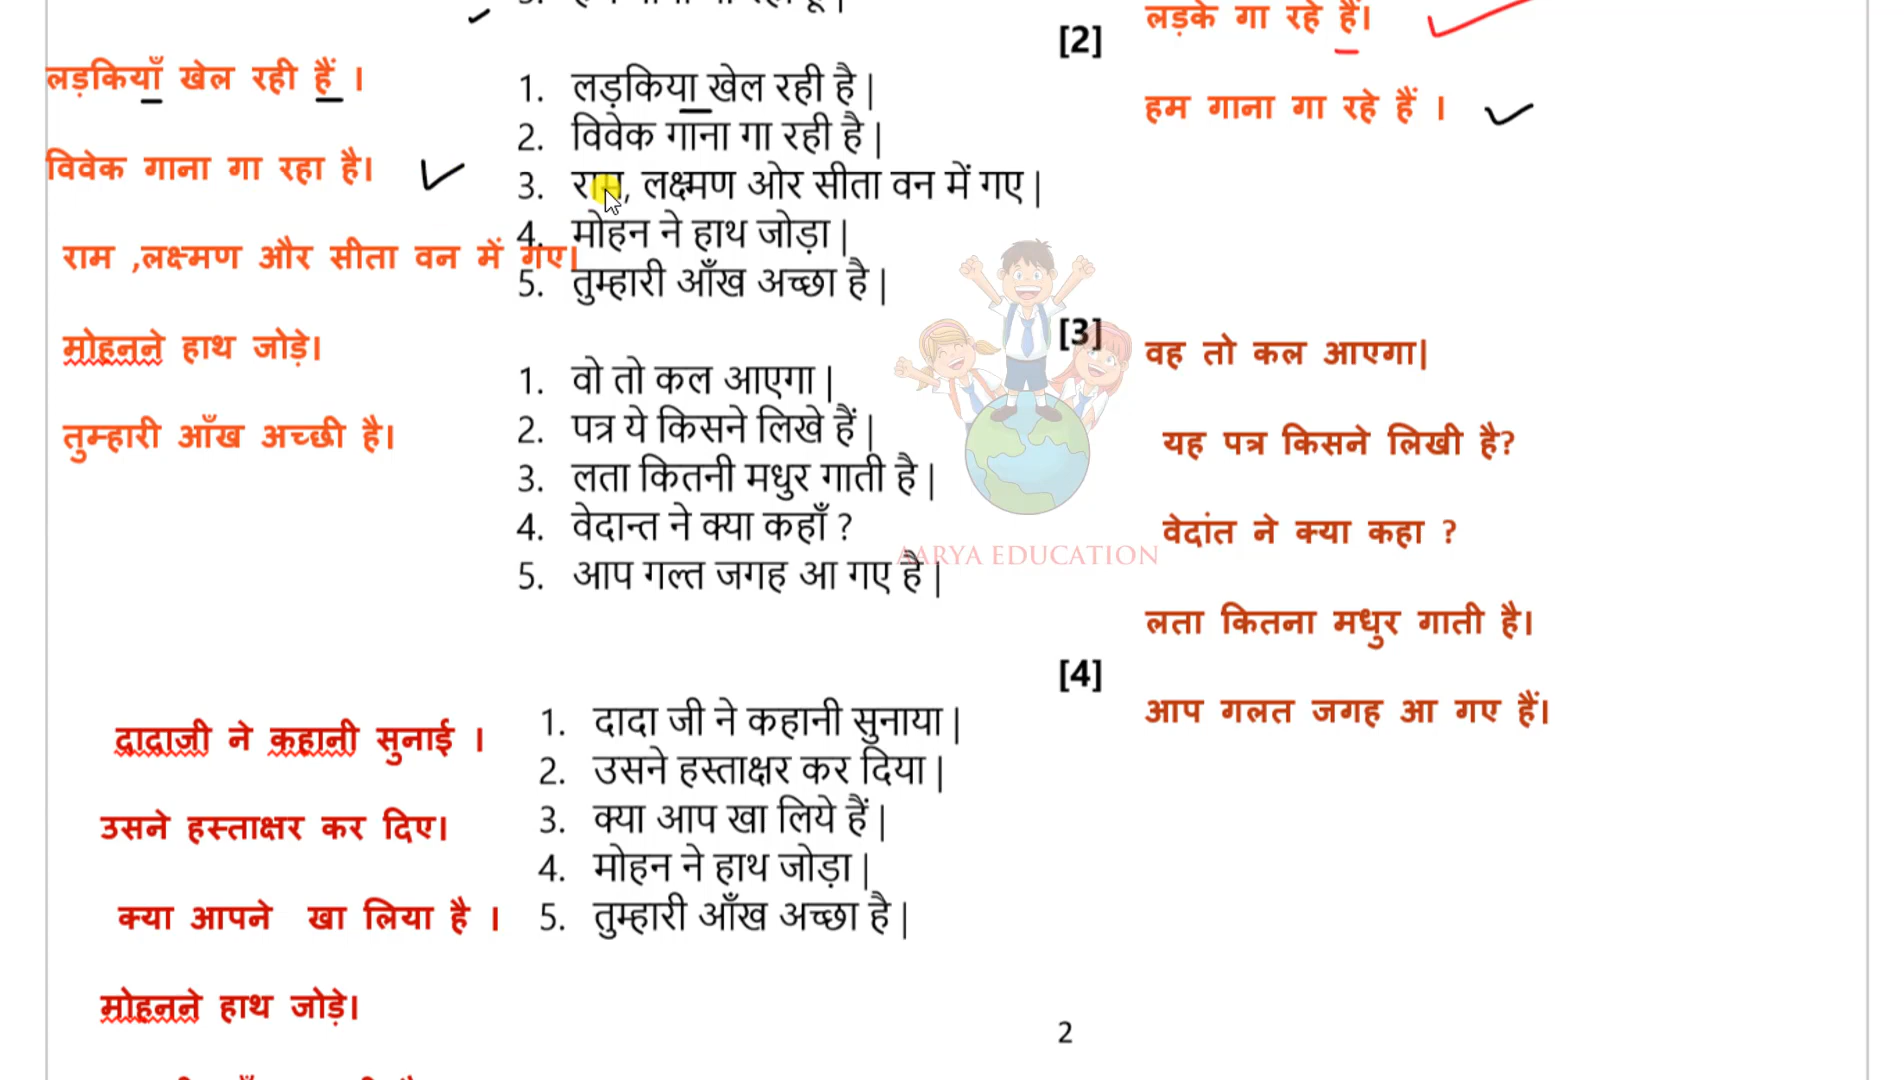 लड़के गा रहे हैं।
[2]
हम गाना गा रहे हैं ।
लड़कियाँ खेल रही हैं ।
विवेक गाना गा रहा है।
राम ,लक्ष्मण और सीता वन में गए।
मोहनने हाथ जोड़े।
तुम्हारी आँख अच्छी है।
1. लड़किया खेल रही है |
2. विवेक गाना गा रही है |
3. राम, लक्ष्मण ओर सीता वन में गए |
4. मोहन ने हाथ जोड़ा |
5. तुम्हारी आँख अच्छा है |
[3]
1. वो तो कल आएगा |
2. पत्र ये किसने लिखे हैं |
3. लता कितनी मधुर गाती है |
4. वेदान्त ने क्या कहाँ ?
5. आप गल्त जगह आ गए है |
वह तो कल आएगा|
यह पत्र किसने लिखी है?
वेदांत ने क्या कहा ?
लता कितना मधुर गाती है।
आप गलत जगह आ गए हैं।
AARYA EDUCATION
[4]
दादाजी ने कहानी सुनाई ।
उसने हस्ताक्षर कर दिए।
क्या आपने खा लिया है ।
मोहनने हाथ जोड़े।
1. दादा जी ने कहानी सुनाया |
2. उसने हस्ताक्षर कर दिया |
3. क्या आप खा लिये हैं |
4. मोहन ने हाथ जोड़ा |
5. तुम्हारी आँख अच्छा है |
2